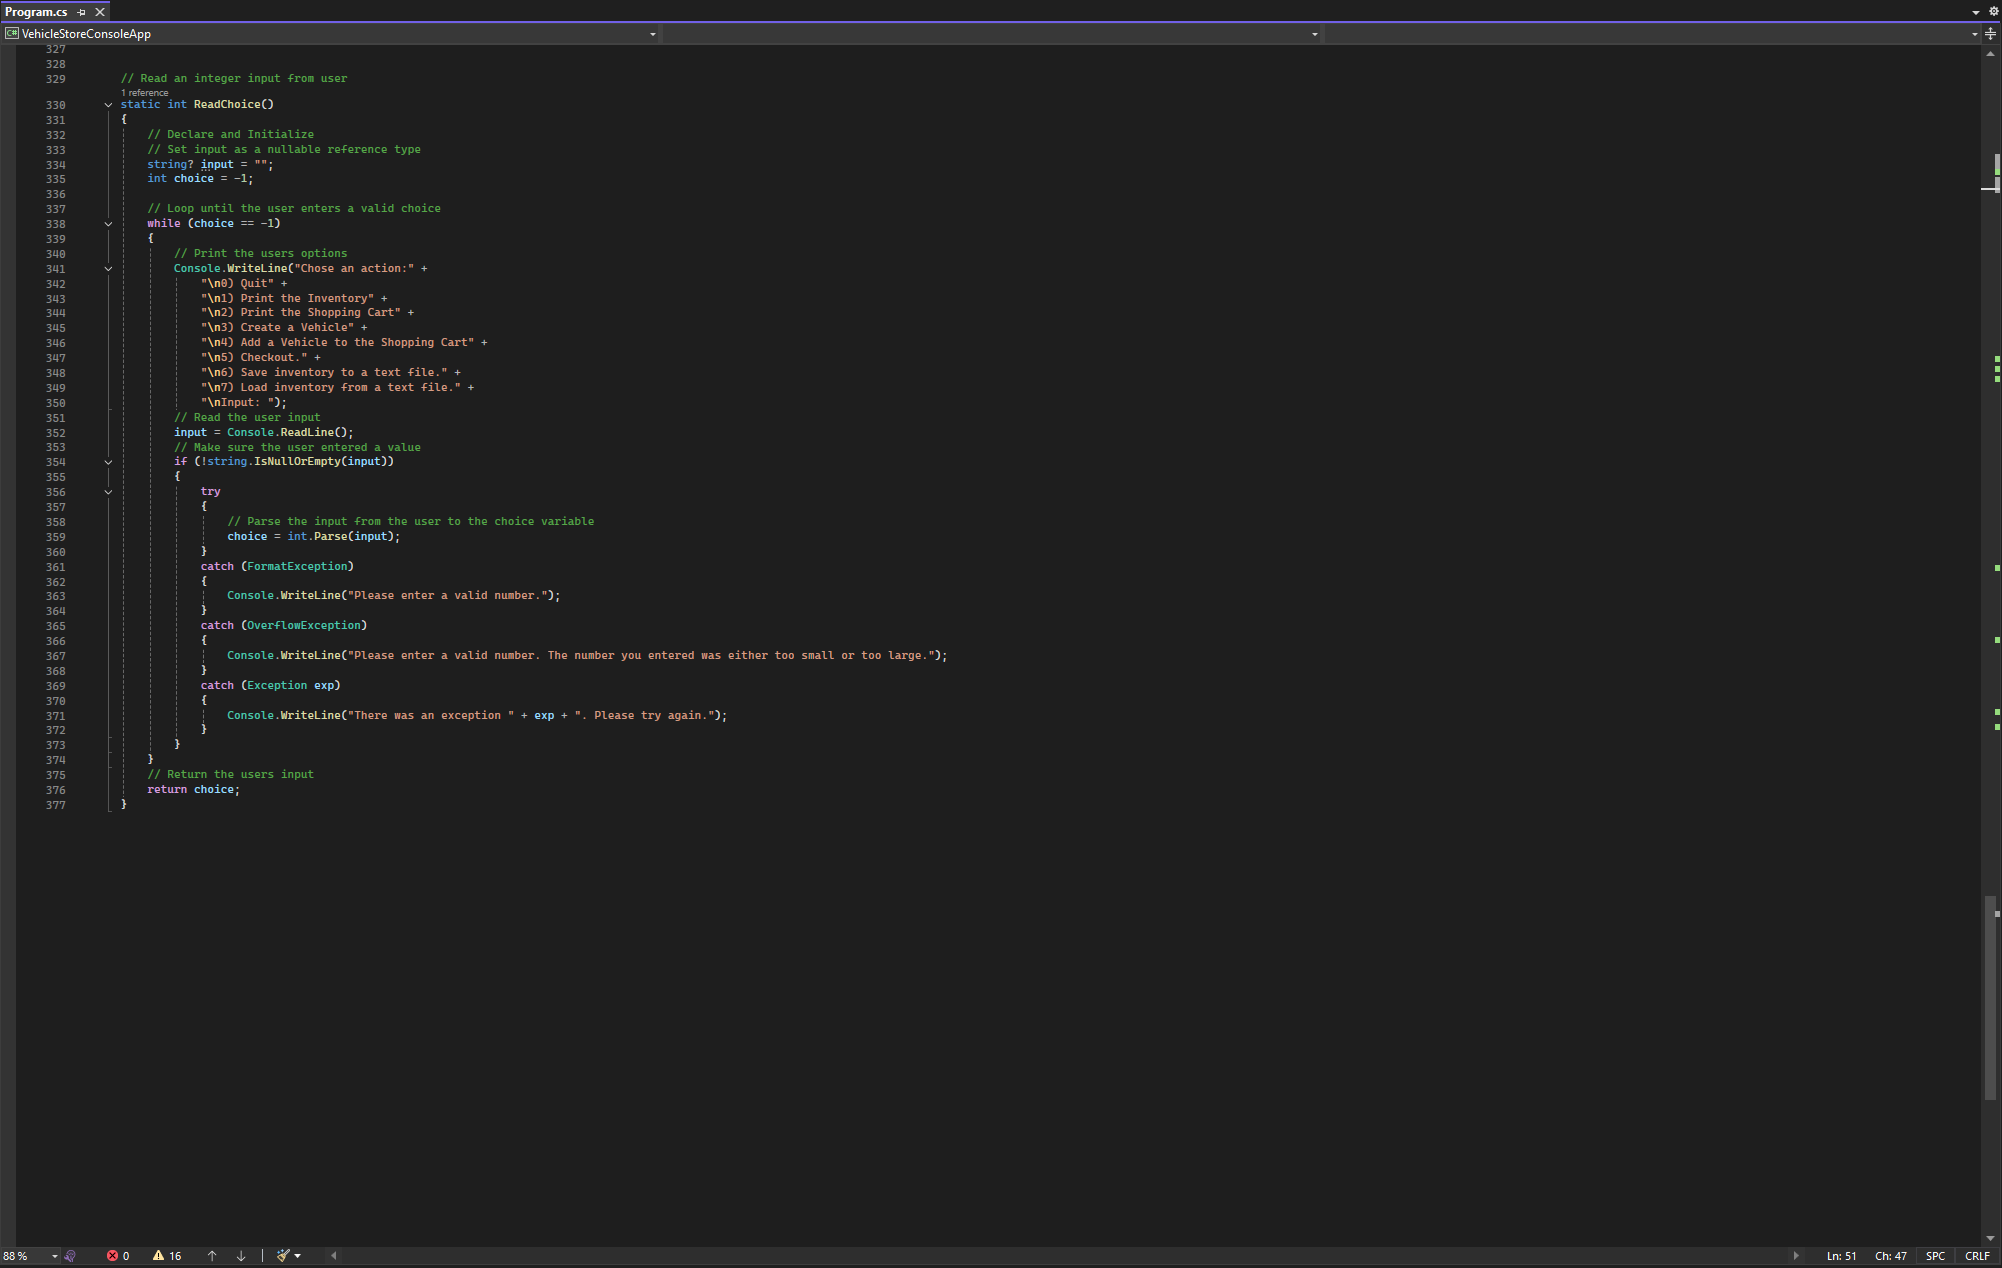 Program.cs
C# VehicleStoreConsoleApp
327
328
329 // Read an integer input from user
1 reference
330 static int ReadChoice()
331 {
332 // Declare and Initialize
333 // Set input as a nullable reference type
334 string? input = "";
335 int choice = -1;
336
337 // Loop until the user enters a valid choice
338 while (choice == -1)
339 {
340 // Print the users options
341 Console.WriteLine("Chose an action:" +
342 "\n0) Quit" +
343 "\n1) Print the Inventory" +
344 "\n2) Print the Shopping Cart" +
345 "\n3) Create a Vehicle" +
346 "\n4) Add a Vehicle to the Shopping Cart" +
347 "\n5) Checkout." +
348 "\n6) Save inventory to a text file." +
349 "\n7) Load inventory from a text file." +
350 "\nInput: ");
351 // Read the user input
352 input = Console.ReadLine();
353 // Make sure the user entered a value
354 if (!string.IsNullOrEmpty(input))
355 {
356 try
357 {
358 // Parse the input from the user to the choice variable
359 choice = int.Parse(input);
360 }
361 catch (FormatException)
362 {
363 Console.WriteLine("Please enter a valid number.");
364 }
365 catch (OverflowException)
366 {
367 Console.WriteLine("Please enter a valid number. The number you entered was either too small or too large.");
368 }
369 catch (Exception exp)
370 {
371 Console.WriteLine("There was an exception " + exp + ". Please try again.");
372 }
373 }
374 }
375 // Return the users input
376 return choice;
377 }
88 % 0 16 Ln: 51 Ch: 47 SPC CRLF